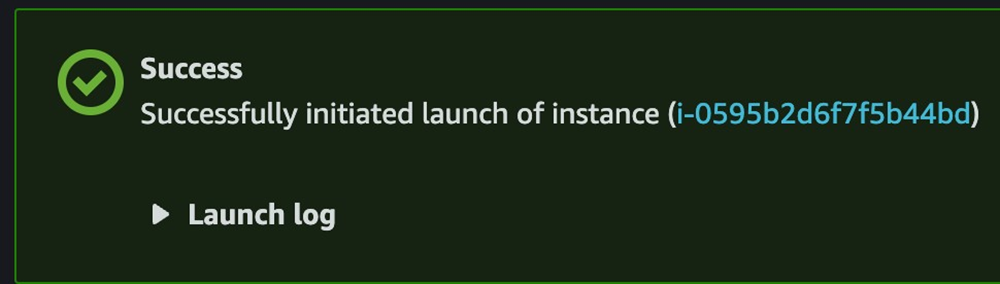 Success
Successfully initiated launch of instance (i-0595b2d6f7f5b44bd)
Launch log